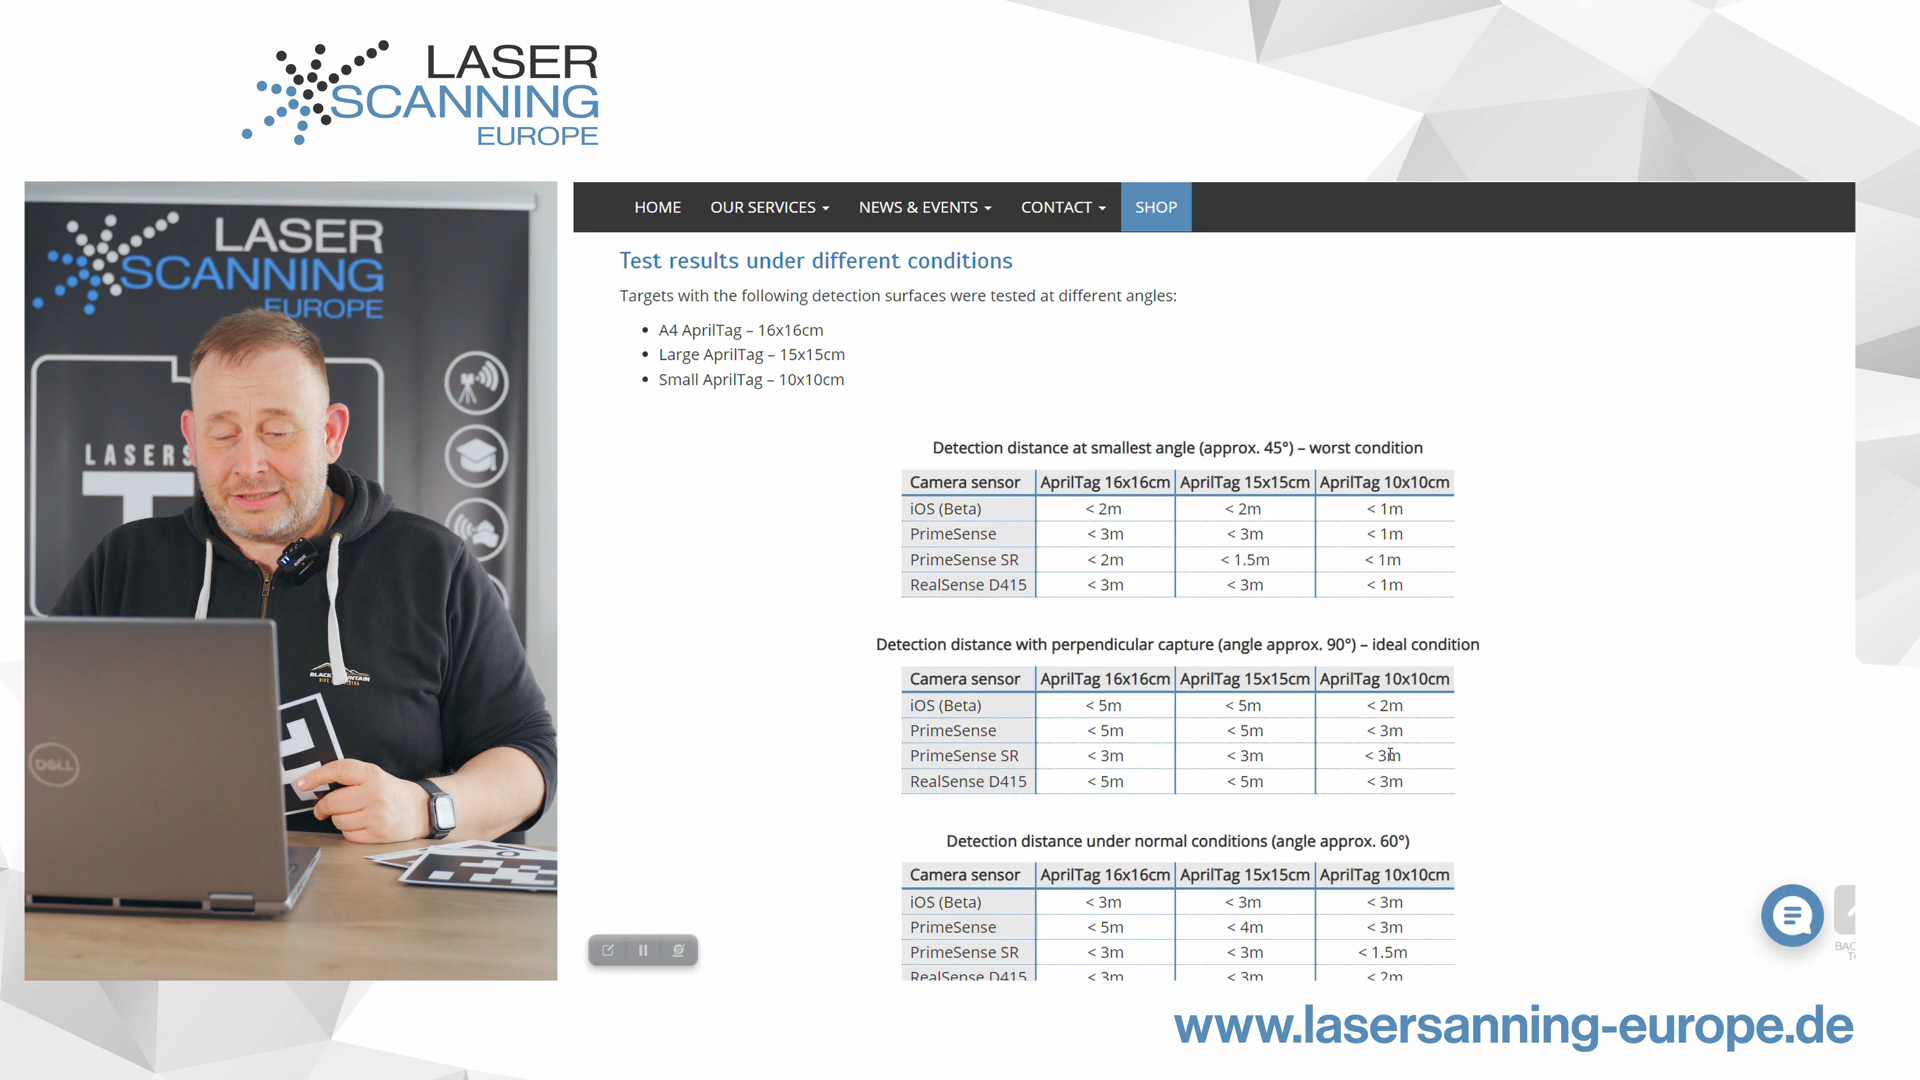 LASER
SCANNING
EUROPE
LASER
SCANNING
EUROPE
LASERS
DELL
HOME OUR SERVICES NEWS & EVENTS CONTACT SHOP
Test results under different conditions
Targets with the following detection surfaces were tested at different angles:
• A4 AprilTag – 16x16cm
• Large AprilTag – 15x15cm
• Small AprilTag – 10x10cm
Detection distance at smallest angle (approx. 45°) – worst condition
Camera sensor AprilTag 16x16cm AprilTag 15x15cm AprilTag 10x10cm
iOS (Beta) < 2m < 2m < 1m
PrimeSense < 3m < 3m < 1m
PrimeSense SR < 2m < 1.5m < 1m
RealSense D415 < 3m < 3m < 1m
Detection distance with perpendicular capture (angle approx. 90°) – ideal condition
Camera sensor AprilTag 16x16cm AprilTag 15x15cm AprilTag 10x10cm
iOS (Beta) < 5m < 5m < 2m
PrimeSense < 5m < 5m < 3m
PrimeSense SR < 3m < 3m < 3m
RealSense D415 < 5m < 5m < 3m
Detection distance under normal conditions (angle approx. 60°)
Camera sensor AprilTag 16x16cm AprilTag 15x15cm AprilTag 10x10cm
iOS (Beta) < 3m < 3m < 3m
PrimeSense < 5m < 4m < 3m
PrimeSense SR < 3m < 3m < 1.5m
RealSense D415 < 3m < 3m < 2m
www.lasersanning-europe.de